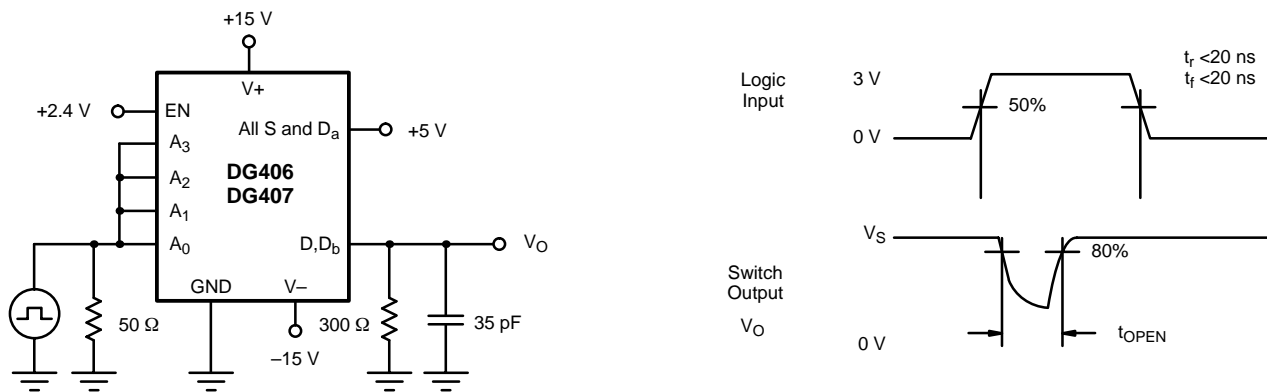 +15 V
V+
+2.4 V
EN
All S and Da
+5 V
A3
DG406
DG407
A2
A1
A0
D,Db
VO
GND
V–
50 Ω
300 Ω
35 pF
–15 V
Logic
Input
3 V
0 V
50%
tr <20 ns
tf <20 ns
VS
80%
Switch
Output
VO
0 V
tOPEN